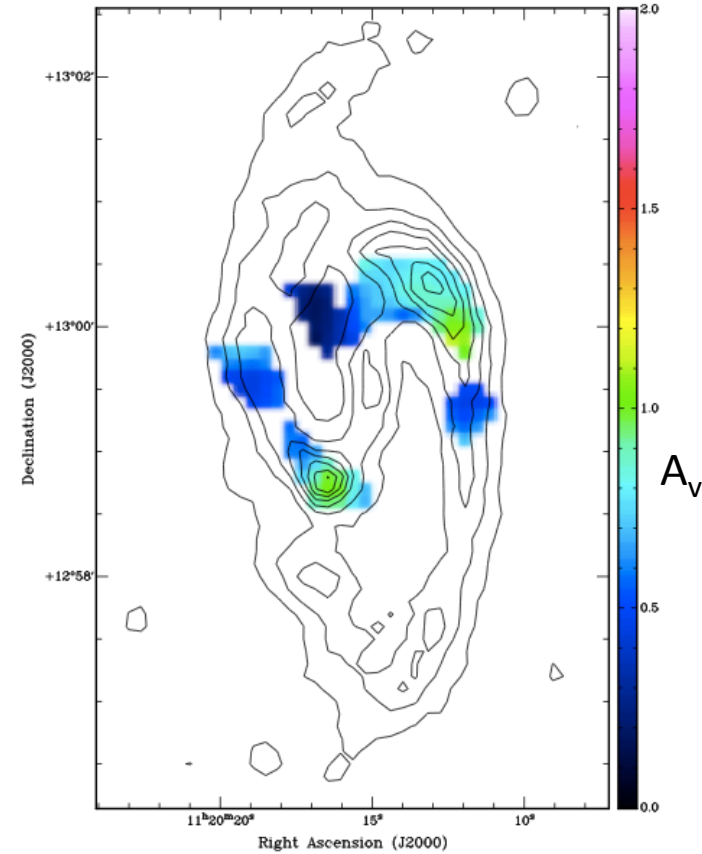 2.0
+13°02′
1.5
+13°00′
Declination (J2000)
1.0
Aᵥ
+12°58′
0.5
0.0
11ʰ20ᵐ20ˢ
15ˢ
10ˢ
Right Ascension (J2000)